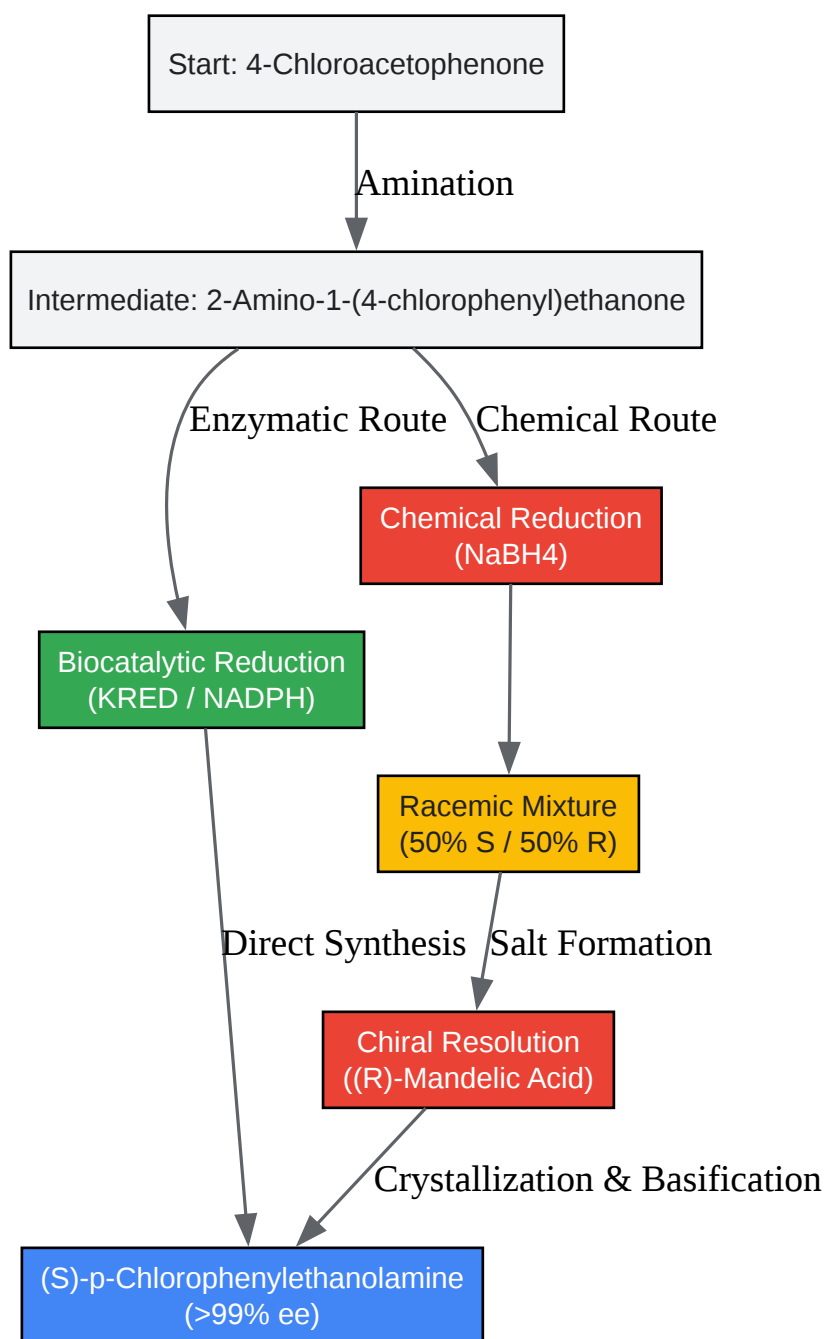 Start: 4-Chloroacetophenone
Amination
Intermediate: 2-Amino-1-(4-chlorophenyl)ethanone
Enzymatic Route
Chemical Route
Chemical Reduction
(NaBH4)
Biocatalytic Reduction
(KRED / NADPH)
Racemic Mixture
(50% S / 50% R)
Direct Synthesis
Salt Formation
Chiral Resolution
((R)-Mandelic Acid)
Crystallization & Basification
(S)-p-Chlorophenylethanolamine
(>99% ee)